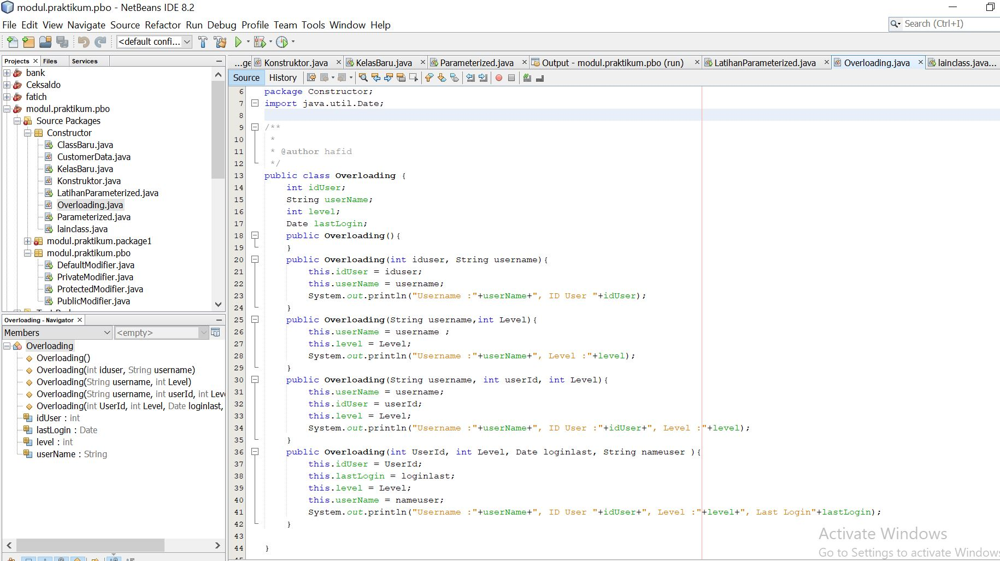 modul.praktikum.pbo - NetBeans IDE 8.2
File Edit View Navigate Source Refactor Run Debug Profile Team Tools Window Help
Search (Ctrl+I)
<default confi...
Projects Files Services
bank
Ceksaldo
fatich
modul.praktikum.pbo
Source Packages
Constructor
ClassBaru.java
CustomerData.java
KelasBaru.java
Konstruktor.java
LatihanParameterized.java
Overloading.java
Parameterized.java
lainclass.java
modul.praktikum.package1
modul.praktikum.pbo
DefaultModifier.java
PrivateModifier.java
ProtectedModifier.java
PublicModifier.java
Overloading - Navigator
Members <empty>
Overloading
Overloading()
Overloading(int iduser, String username)
Overloading(String username, int Level)
Overloading(String username, int userId, int Lev
Overloading(int UserId, int Level, Date loginlast,
idUser : int
lastLogin : Date
level : int
userName : String
...ge Konstruktor.java KelasBaru.java Parameterized.java Output - modul.praktikum.pbo (run) LatihanParameterized.java Overloading.java lainclass.java...
Source History
6 package Constructor;
7 import java.util.Date;
8
9 /**
10 *
11 * @author hafid
12 */
13 public class Overloading {
14 int idUser;
15 String userName;
16 int level;
17 Date lastLogin;
18 public Overloading(){
19 }
20 public Overloading(int iduser, String username){
21 this.idUser = iduser;
22 this.userName = username;
23 System.out.println("Username :"+userName+", ID User "+idUser);
24 }
25 public Overloading(String username,int Level){
26 this.userName = username ;
27 this.level = Level;
28 System.out.println("Username :"+userName+", Level :"+level);
29 }
30 public Overloading(String username, int userId, int Level){
31 this.userName = username;
32 this.idUser = userId;
33 this.level = Level;
34 System.out.println("Username :"+userName+", ID User :"+idUser+", Level :"+level);
35 }
36 public Overloading(int UserId, int Level, Date loginlast, String nameuser ){
37 this.idUser = UserId;
38 this.lastLogin = loginlast;
39 this.level = Level;
40 this.userName = nameuser;
41 System.out.println("Username :"+userName+", ID User "+idUser+", Level :"+level+", Last Login"+lastLogin);
42 }
43
44 }
Activate Windows
Go to Settings to activate Windows